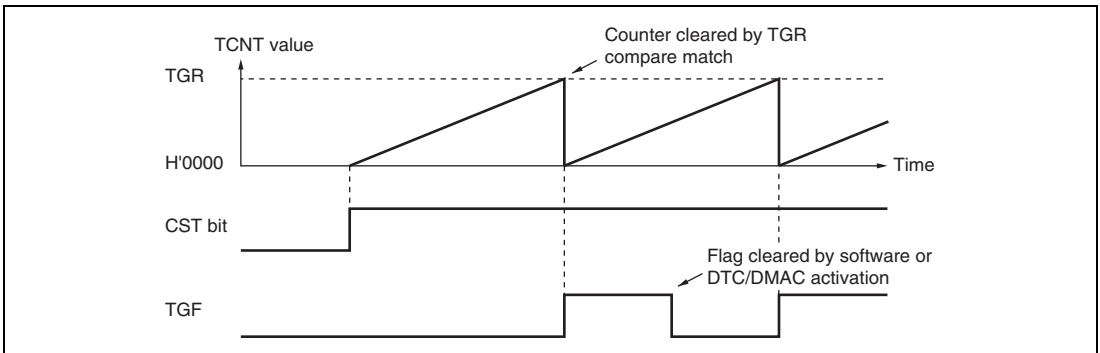 Counter cleared by TGR
compare match
TCNT value
TGR
H'0000
Time
CST bit
Flag cleared by software or
DTC/DMAC activation
TGF